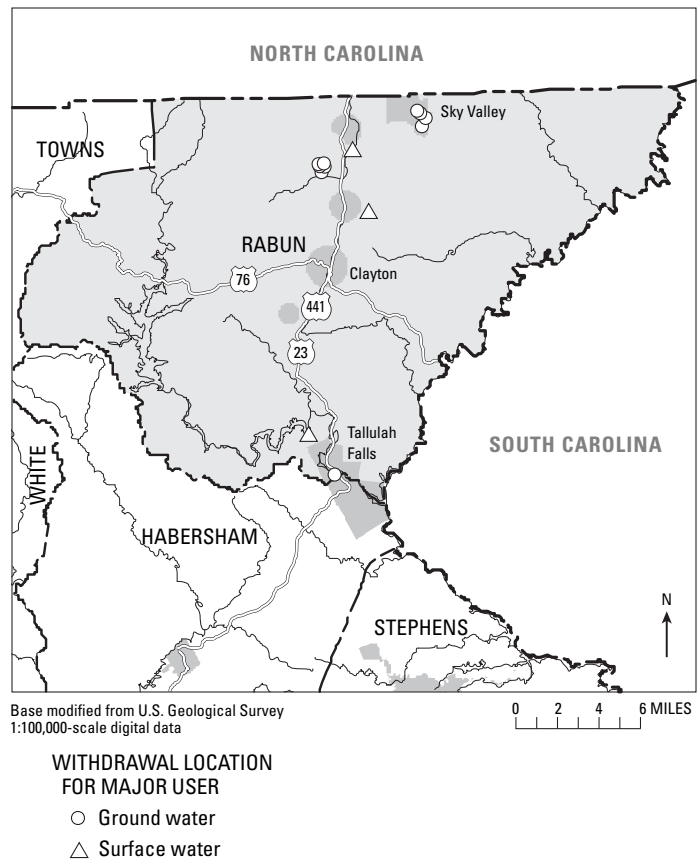 NORTH CAROLINA
Sky Valley
TOWNS
RABUN
Clayton
76
441
23
Tallulah
Falls
SOUTH CAROLINA
WHITE
HABERSHAM
N
STEPHENS
Base modified from U.S. Geological Survey
1:100,000-scale digital data
0 2 4 6 MILES
WITHDRAWAL LOCATION
FOR MAJOR USER
Ground water
Surface water